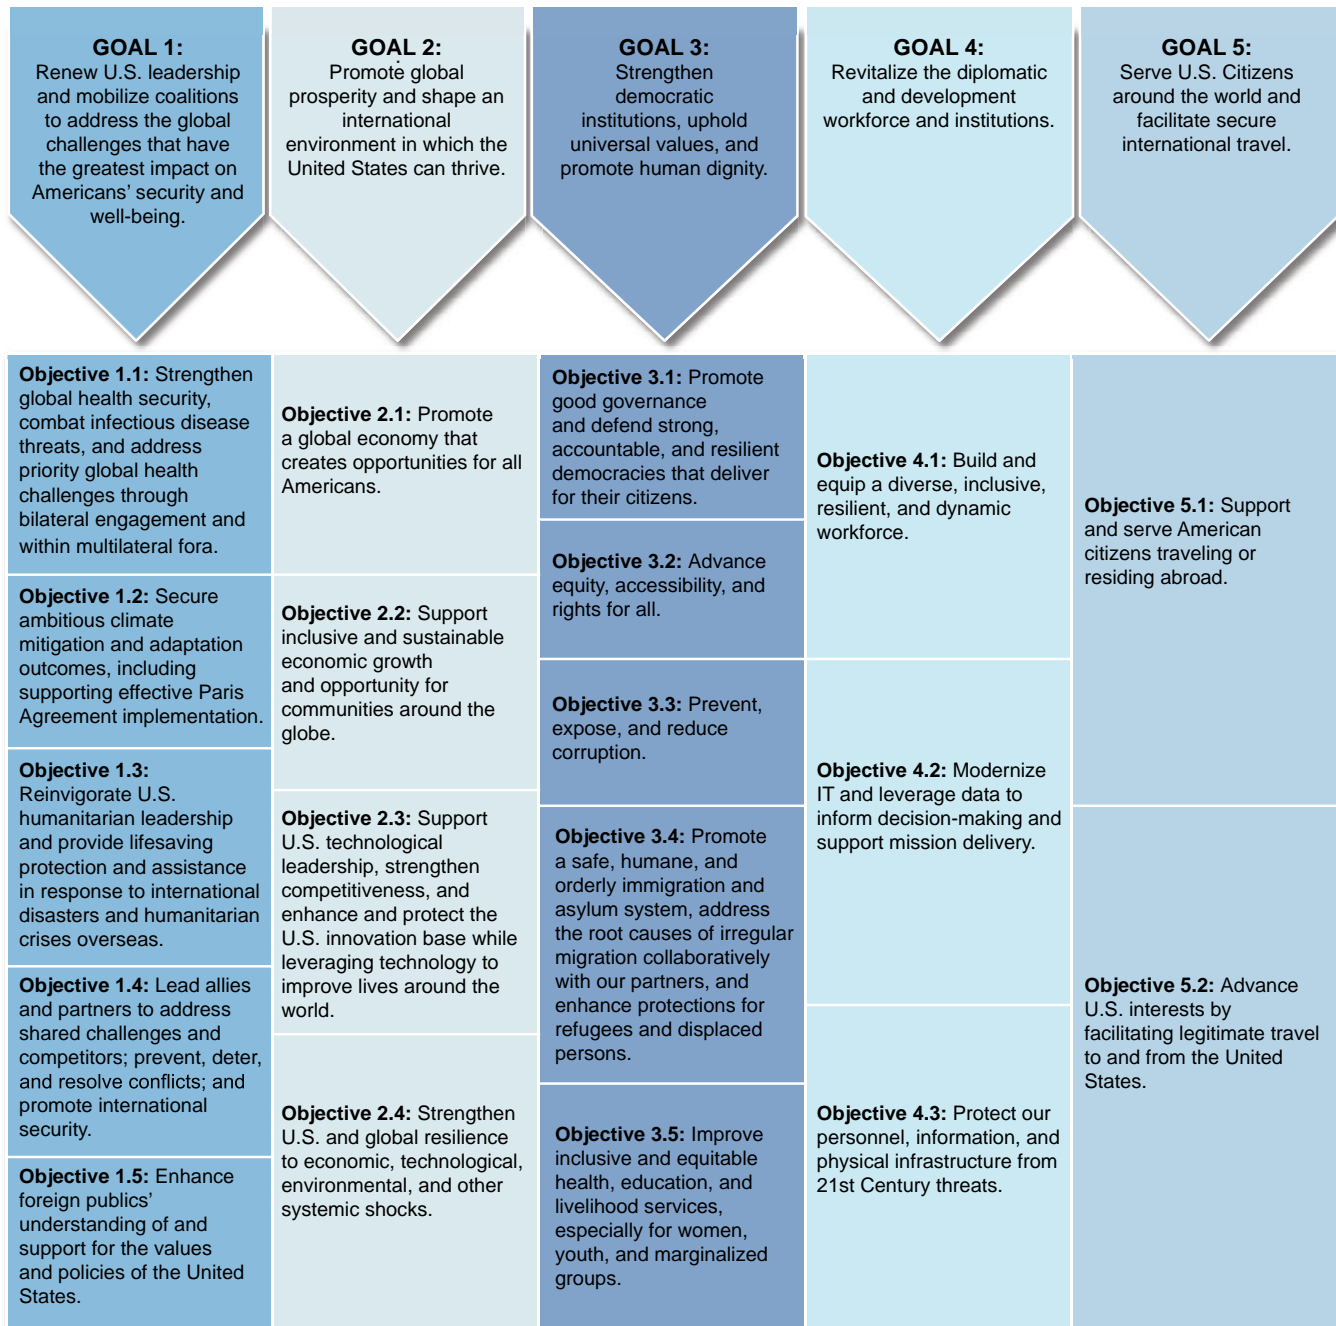 GOAL 1:
Renew U.S. leadership
and mobilize coalitions
to address the global
challenges that have
the greatest impact on
Americans’ security and
well-being.
GOAL 2:
Promote global
prosperity and shape an
international
environment in which the
United States can thrive.
GOAL 3:
Strengthen
democratic
institutions, uphold
universal values, and
promote human dignity.
GOAL 4:
Revitalize the diplomatic
and development
workforce and institutions.
GOAL 5:
Serve U.S. Citizens
around the world and
facilitate secure
international travel.
Objective 1.1: Strengthen
global health security,
combat infectious disease
threats, and address
priority global health
challenges through
bilateral engagement and
within multilateral fora.
Objective 1.2: Secure
ambitious climate
mitigation and adaptation
outcomes, including
supporting effective Paris
Agreement implementation.
Objective 1.3:
Reinvigorate U.S.
humanitarian leadership
and provide lifesaving
protection and assistance
in response to international
disasters and humanitarian
crises overseas.
Objective 1.4: Lead allies
and partners to address
shared challenges and
competitors; prevent, deter,
and resolve conflicts; and
promote international
security.
Objective 1.5: Enhance
foreign publics’
understanding of and
support for the values
and policies of the United
States.
Objective 2.1: Promote
a global economy that
creates opportunities for all
Americans.
Objective 2.2: Support
inclusive and sustainable
economic growth
and opportunity for
communities around the
globe.
Objective 2.3: Support
U.S. technological
leadership, strengthen
competitiveness, and
enhance and protect the
U.S. innovation base while
leveraging technology to
improve lives around the
world.
Objective 2.4: Strengthen
U.S. and global resilience
to economic, technological,
environmental, and other
systemic shocks.
Objective 3.1: Promote
good governance
and defend strong,
accountable, and resilient
democracies that deliver
for their citizens.
Objective 3.2: Advance
equity, accessibility, and
rights for all.
Objective 3.3: Prevent,
expose, and reduce
corruption.
Objective 3.4: Promote
a safe, humane, and
orderly immigration and
asylum system, address
the root causes of irregular
migration collaboratively
with our partners, and
enhance protections for
refugees and displaced
persons.
Objective 3.5: Improve
inclusive and equitable
health, education, and
livelihood services,
especially for women,
youth, and marginalized
groups.
Objective 4.1: Build and
equip a diverse, inclusive,
resilient, and dynamic
workforce.
Objective 4.2: Modernize
IT and leverage data to
inform decision-making and
support mission delivery.
Objective 4.3: Protect our
personnel, information, and
physical infrastructure from
21st Century threats.
Objective 5.1: Support
and serve American
citizens traveling or
residing abroad.
Objective 5.2: Advance
U.S. interests by
facilitating legitimate travel
to and from the United
States.